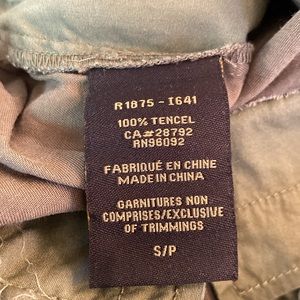 R1875 - I641
100% TENCEL
CA#28792
RN96092
FABRIQUÉ EN CHINE
MADE IN CHINA
GARNITURES NON
COMPRISES/EXCLUSIVE
OF TRIMMINGS
S/P